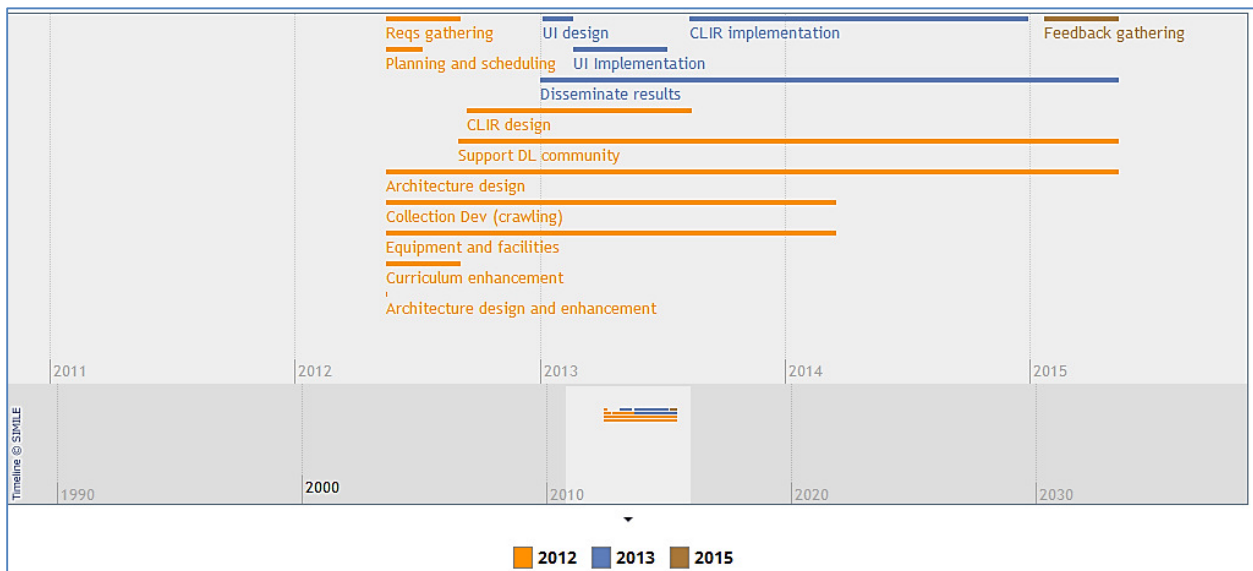 Reqs gathering UI design CLIR implementation Feedback gathering
Planning and scheduling UI Implementation
Disseminate results
CLIR design
Support DL community
Architecture design
Collection Dev (crawling)
Equipment and facilities
Curriculum enhancement
Architecture design and enhancement
2011 2012 2013 2014 2015
Timeline © SIMILE
1990 2000 2010 2020 2030
2012 2013 2015